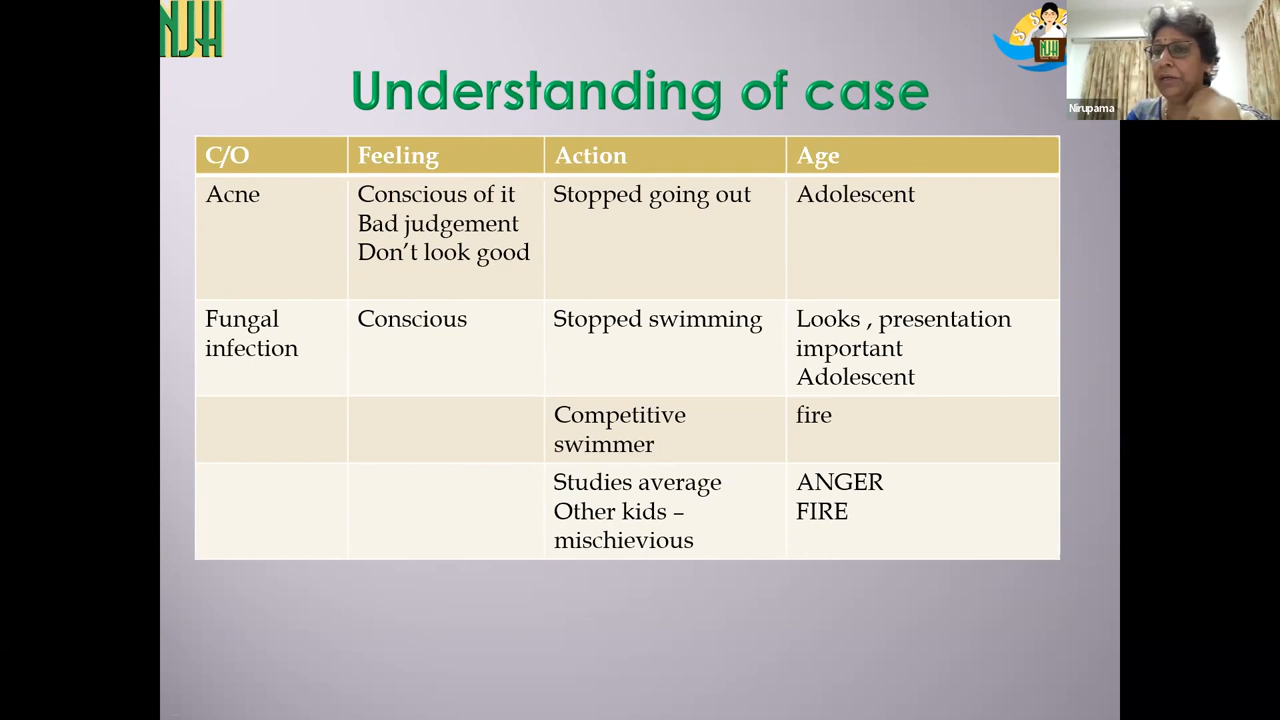 NJH
NJH
Nirupama
Understanding of case
C/O Feeling Action Age
Acne
Conscious of it
Bad judgement
Don’t look good
Stopped going out
Adolescent
Fungal
infection
Conscious
Stopped swimming
Looks , presentation
important
Adolescent
Competitive
swimmer
fire
Studies average
Other kids –
mischievious
ANGER
FIRE